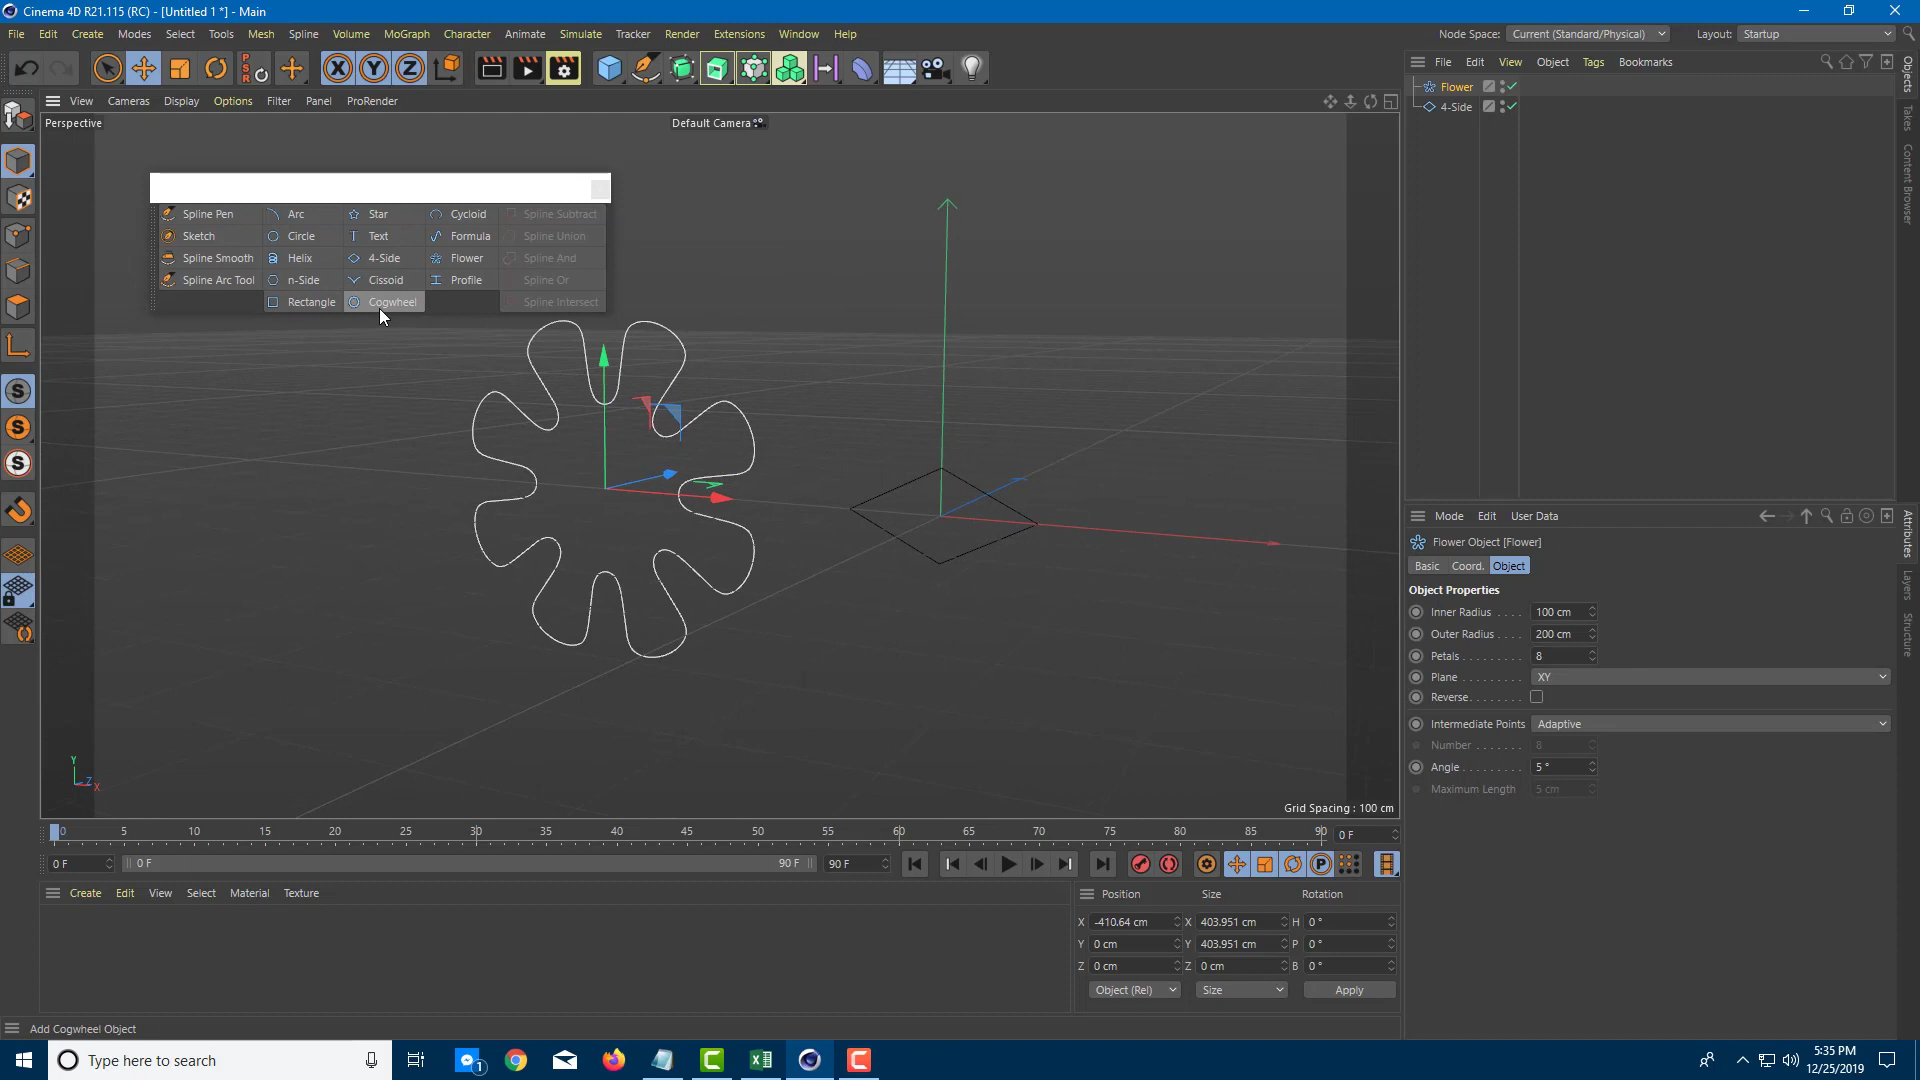 Cinema 4D R21.115 (RC) - [Untitled 1 *] - Main
File Edit Create Modes Select Tools Mesh Spline Volume MoGraph Character Animate Simulate Tracker Render Extensions Window Help
Node Space: Current (Standard/Physical) Layout: Startup
PSR X Y Z
View Cameras Display Options Filter Panel ProRender
File Edit View Object Tags Bookmarks
Perspective
Default Camera
Flower
4-Side
Spline Pen Arc Star Cycloid Spline Subtract
Sketch Circle Text Formula Spline Union
Spline Smooth Helix 4-Side Flower Spline And
Spline Arc Tool n-Side Cissoid Profile Spline Or
Rectangle Cogwheel Spline Intersect
S
S
S
Y
Z
X
Grid Spacing : 100 cm
Objects
Takes
Content Browser
Mode Edit User Data
Flower Object [Flower]
Basic Coord. Object
Object Properties
Inner Radius . . . . 100 cm
Outer Radius . . . . 200 cm
Petals . . . . . . . . . 8
Plane . . . . . . . . . XY
Reverse . . . . . . . .
Intermediate Points Adaptive
Number . . . . . . . 8
Angle . . . . . . . . . 5 °
Maximum Length 5 cm
Attributes
Layers
Structure
0 5 10 15 20 25 30 35 40 45 50 55 60 65 70 75 80 85 90 0 F
0 F 0 F 90 F 90 F P
Create Edit View Select Material Texture
Position Size Rotation
X -410.64 cm X 403.951 cm H 0 °
Y 0 cm Y 403.951 cm P 0 °
Z 0 cm Z 0 cm B 0 °
Object (Rel) Size Apply
Add Cogwheel Object
Type here to search
1
5:35 PM
12/25/2019